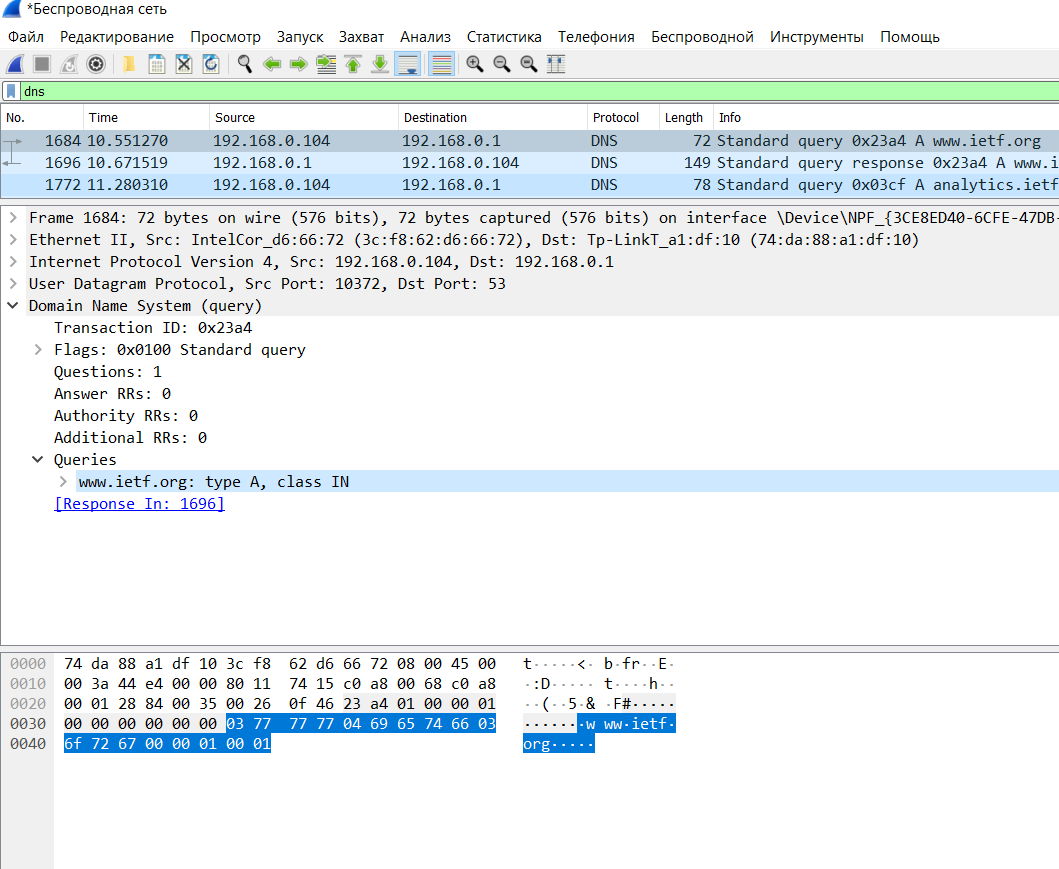 *Беспроводная сеть
Файл Редактирование Просмотр Запуск Захват Анализ Статистика Телефония Беспроводной Инструменты Помощь
dns
No. Time Source Destination Protocol Length Info
1684 10.551270 192.168.0.104 192.168.0.1 DNS 72 Standard query 0x23a4 A www.ietf.org
1696 10.671519 192.168.0.1 192.168.0.104 DNS 149 Standard query response 0x23a4 A www.i
1772 11.280310 192.168.0.104 192.168.0.1 DNS 78 Standard query 0x03cf A analytics.ietf
Frame 1684: 72 bytes on wire (576 bits), 72 bytes captured (576 bits) on interface \Device\NPF_{3CE8ED40-6CFE-47DB-
Ethernet II, Src: IntelCor_d6:66:72 (3c:f8:62:d6:66:72), Dst: Tp-LinkT_a1:df:10 (74:da:88:a1:df:10)
Internet Protocol Version 4, Src: 192.168.0.104, Dst: 192.168.0.1
User Datagram Protocol, Src Port: 10372, Dst Port: 53
Domain Name System (query)
Transaction ID: 0x23a4
Flags: 0x0100 Standard query
Questions: 1
Answer RRs: 0
Authority RRs: 0
Additional RRs: 0
Queries
www.ietf.org: type A, class IN
[Response In: 1696]
0000 74 da 88 a1 df 10 3c f8 62 d6 66 72 08 00 45 00 t·····<· b·fr··E·
0010 00 3a 44 e4 00 00 80 11 74 15 c0 a8 00 68 c0 a8 ·:D····· t····h··
0020 00 01 28 84 00 35 00 26 0f 46 23 a4 01 00 00 01 ··(··5·& ·F#·····
0030 00 00 00 00 00 00 03 77 77 77 04 69 65 74 66 03 ·······w ww·ietf·
0040 6f 72 67 00 00 01 00 01 org·····